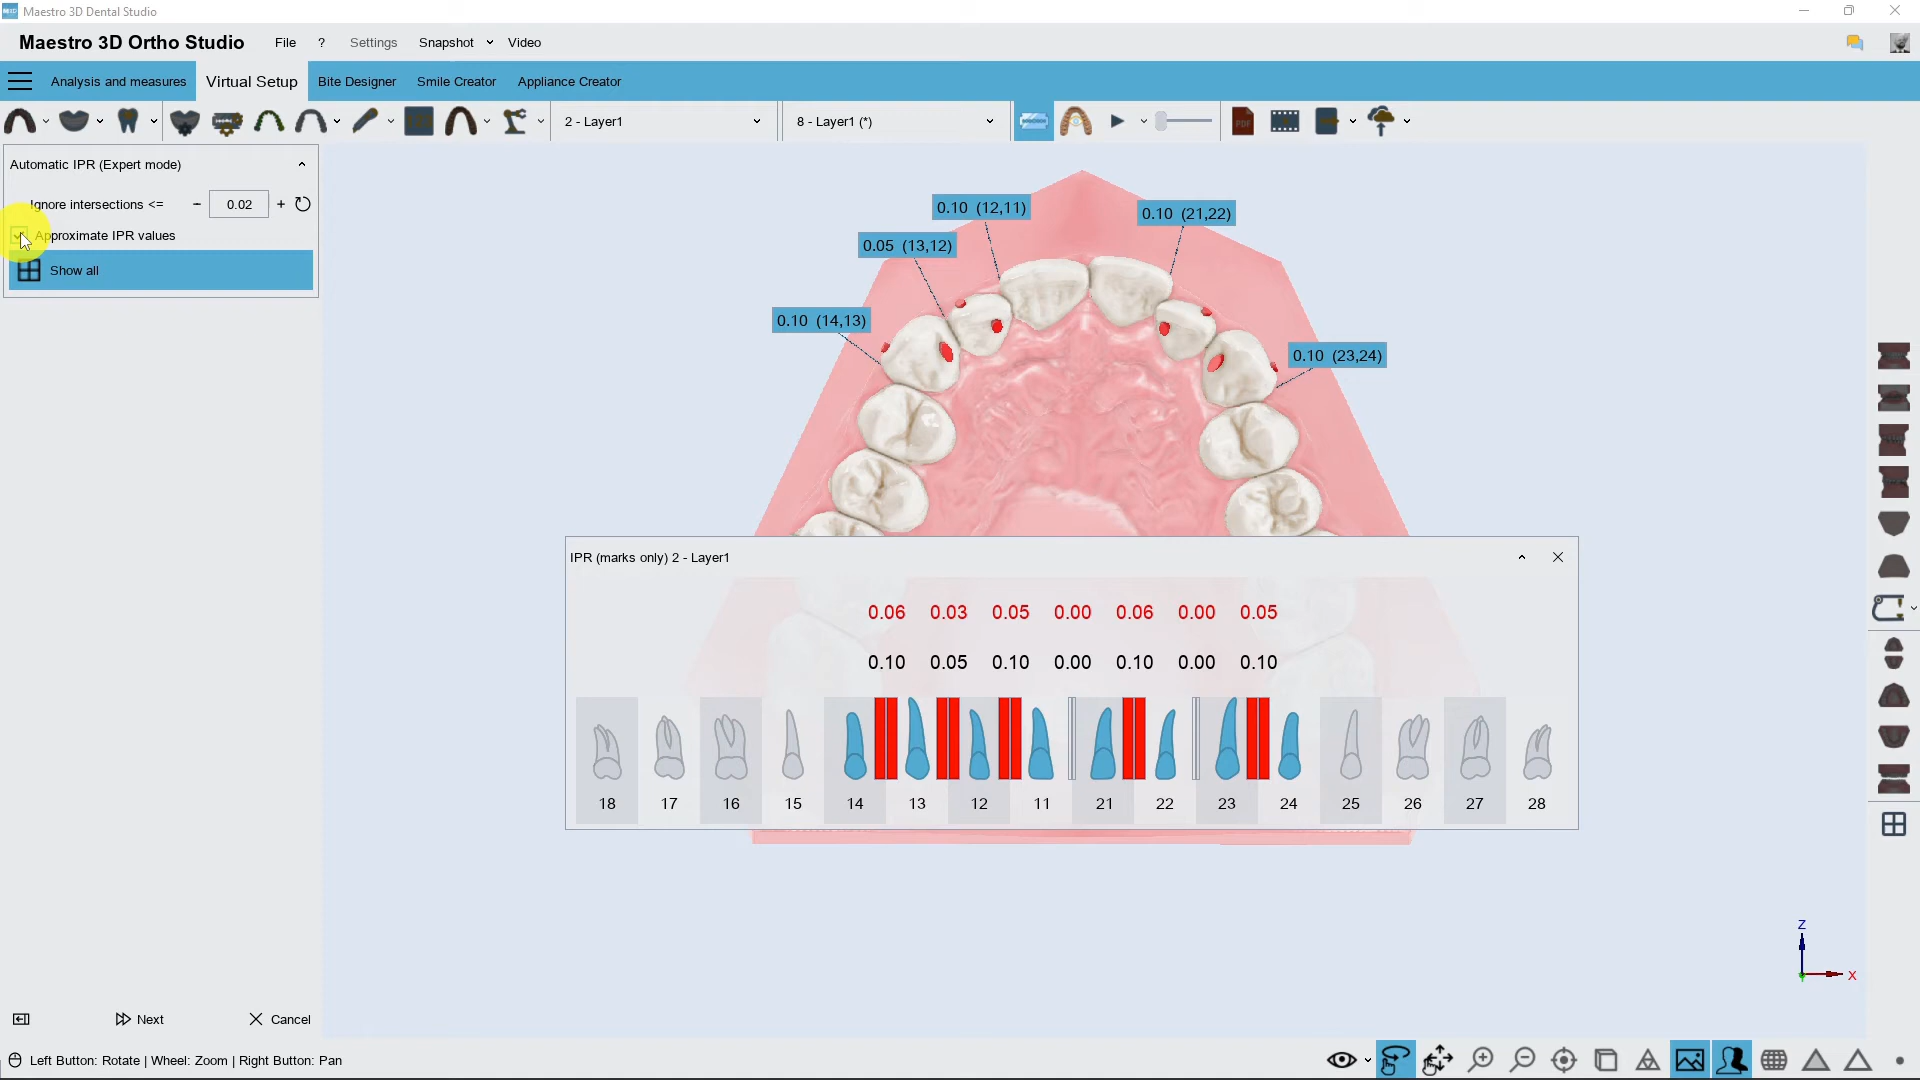 Maestro 3D Dental Studio
Maestro 3D Ortho Studio File ? Settings Snapshot Video
Analysis and measures Virtual Setup Bite Designer Smile Creator Appliance Creator
2 - Layer1 8 - Layer1 (*) PDF
Automatic IPR (Expert mode)
Ignore intersections <= - 0.02 +
Approximate IPR values
Show all
0.10 (12,11)
0.10 (21,22)
0.05 (13,12)
0.10 (14,13)
0.10 (23,24)
IPR (marks only) 2 - Layer1
0.06 0.03 0.05 0.00 0.06 0.00 0.05
0.10 0.05 0.10 0.00 0.10 0.00 0.10
18 17 16 15 14 13 12 11 21 22 23 24 25 26 27 28
Z
X
Next Cancel
Left Button: Rotate | Wheel: Zoom | Right Button: Pan